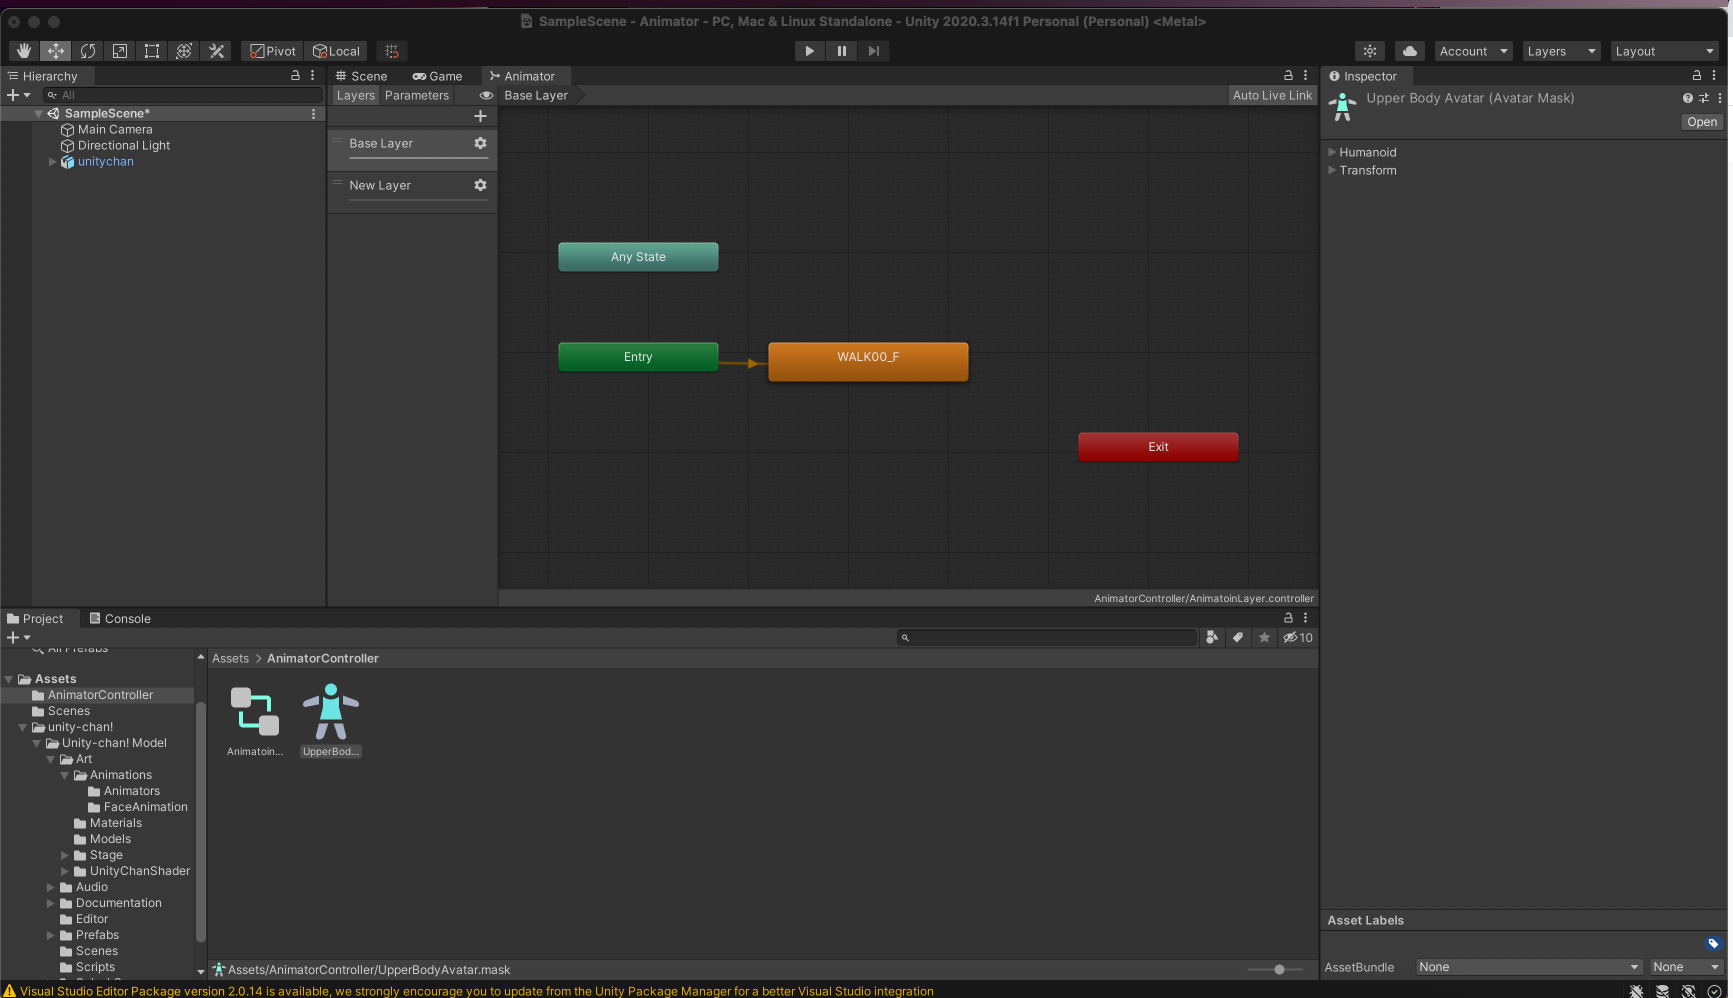 SampleScene - Animator - PC, Mac & Linux Standalone - Unity 2020.3.14f1 Personal (Personal) <Metal>
Pivot
Local
Account
Layers
Layout
Hierarchy
All
SampleScene*
Main Camera
Directional Light
unitychan
Scene
Game
Animator
Layers
Parameters
Base Layer
Auto Live Link
Base Layer
New Layer
Any State
Entry
WALK00_F
Exit
AnimatorController/AnimatoinLayer.controller
Inspector
Upper Body Avatar (Avatar Mask)
Open
Humanoid
Transform
Project
Console
10
All Prefabs
Assets
AnimatorController
Scenes
unity-chan!
Unity-chan! Model
Art
Animations
Animators
FaceAnimation
Materials
Models
Stage
UnityChanShader
Audio
Documentation
Editor
Prefabs
Scenes
Scripts
Assets > AnimatorController
Animatoin...
UpperBod...
Assets/AnimatorController/UpperBodyAvatar.mask
Asset Labels
AssetBundle
None
None
Visual Studio Editor Package version 2.0.14 is available, we strongly encourage you to update from the Unity Package Manager for a better Visual Studio integration